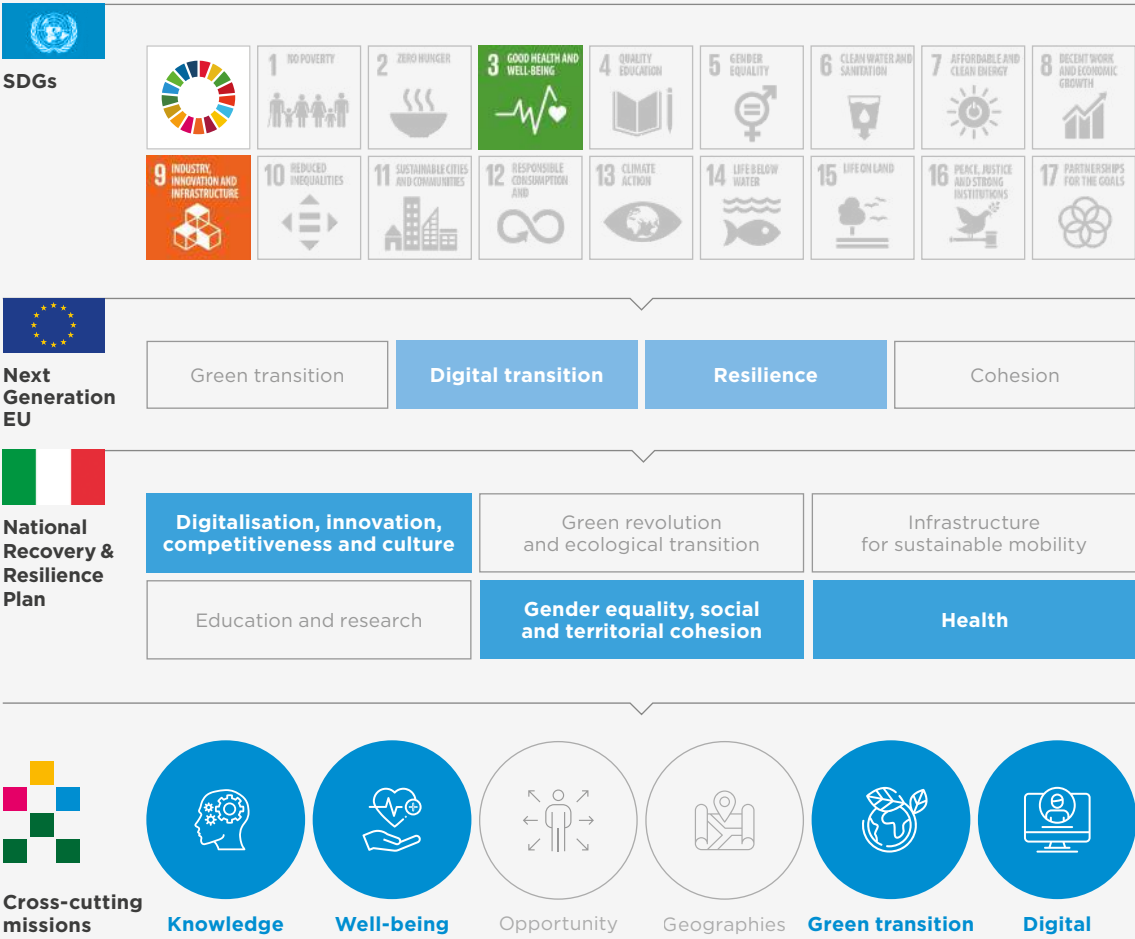 SDGs
1 NO POVERTY
2 ZERO HUNGER
3 GOOD HEALTH AND
WELL-BEING
4 QUALITY
EDUCATION
5 GENDER
EQUALITY
6 CLEAN WATER AND
SANITATION
7 AFFORDABLE AND
CLEAN ENERGY
8 DECENT WORK
AND ECONOMIC
GROWTH
9 INDUSTRY,
INNOVATION AND
INFRASTRUCTURE
10 REDUCED
INEQUALITIES
11 SUSTAINABLE CITIES
AND COMMUNITIES
12 RESPONSIBLE
CONSUMPTION
AND
13 CLIMATE
ACTION
14 LIFE BELOW
WATER
15 LIFE ON LAND
16 PEACE, JUSTICE
AND STRONG
INSTITUTIONS
17 PARTNERSHIPS
FOR THE GOALS
Next
Generation
EU
Green transition
Digital transition
Resilience
Cohesion
National
Recovery &
Resilience
Plan
Digitalisation, innovation,
competitiveness and culture
Green revolution
and ecological transition
Infrastructure
for sustainable mobility
Education and research
Gender equality, social
and territorial cohesion
Health
Cross-cutting
missions
Knowledge
Well-being
Opportunity
Geographies
Green transition
Digital